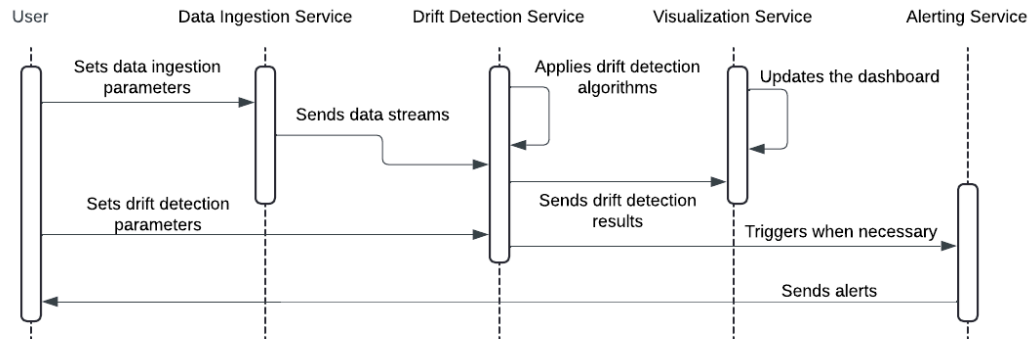 User
Data Ingestion Service
Drift Detection Service
Visualization Service
Alerting Service
Sets data ingestion
parameters
Applies drift detection
algorithms
Updates the dashboard
Sends data streams
Sends drift detection
results
Sets drift detection
parameters
Triggers when necessary
Sends alerts